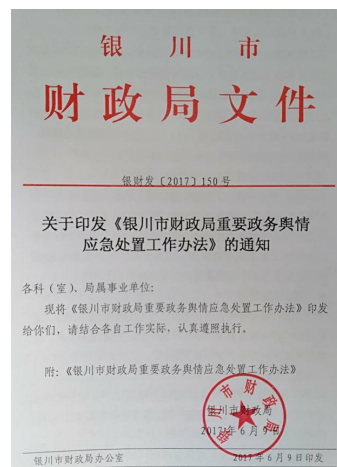 银川市
财政局文件
银财发〔2017〕150号
关于印发《银川市财政局重要政务舆情
应急处置工作办法》的通知
各科（室）、局属事业单位：
现将《银川市财政局重要政务舆情应急处置工作办法》印发
给你们，请结合各自工作实际，认真遵照执行。
附：《银川市财政局重要政务舆情应急处置工作办法》
银川市财政局
银川市财政局
2017年6月9日
银川市财政局办公室
2017年6月9日印发